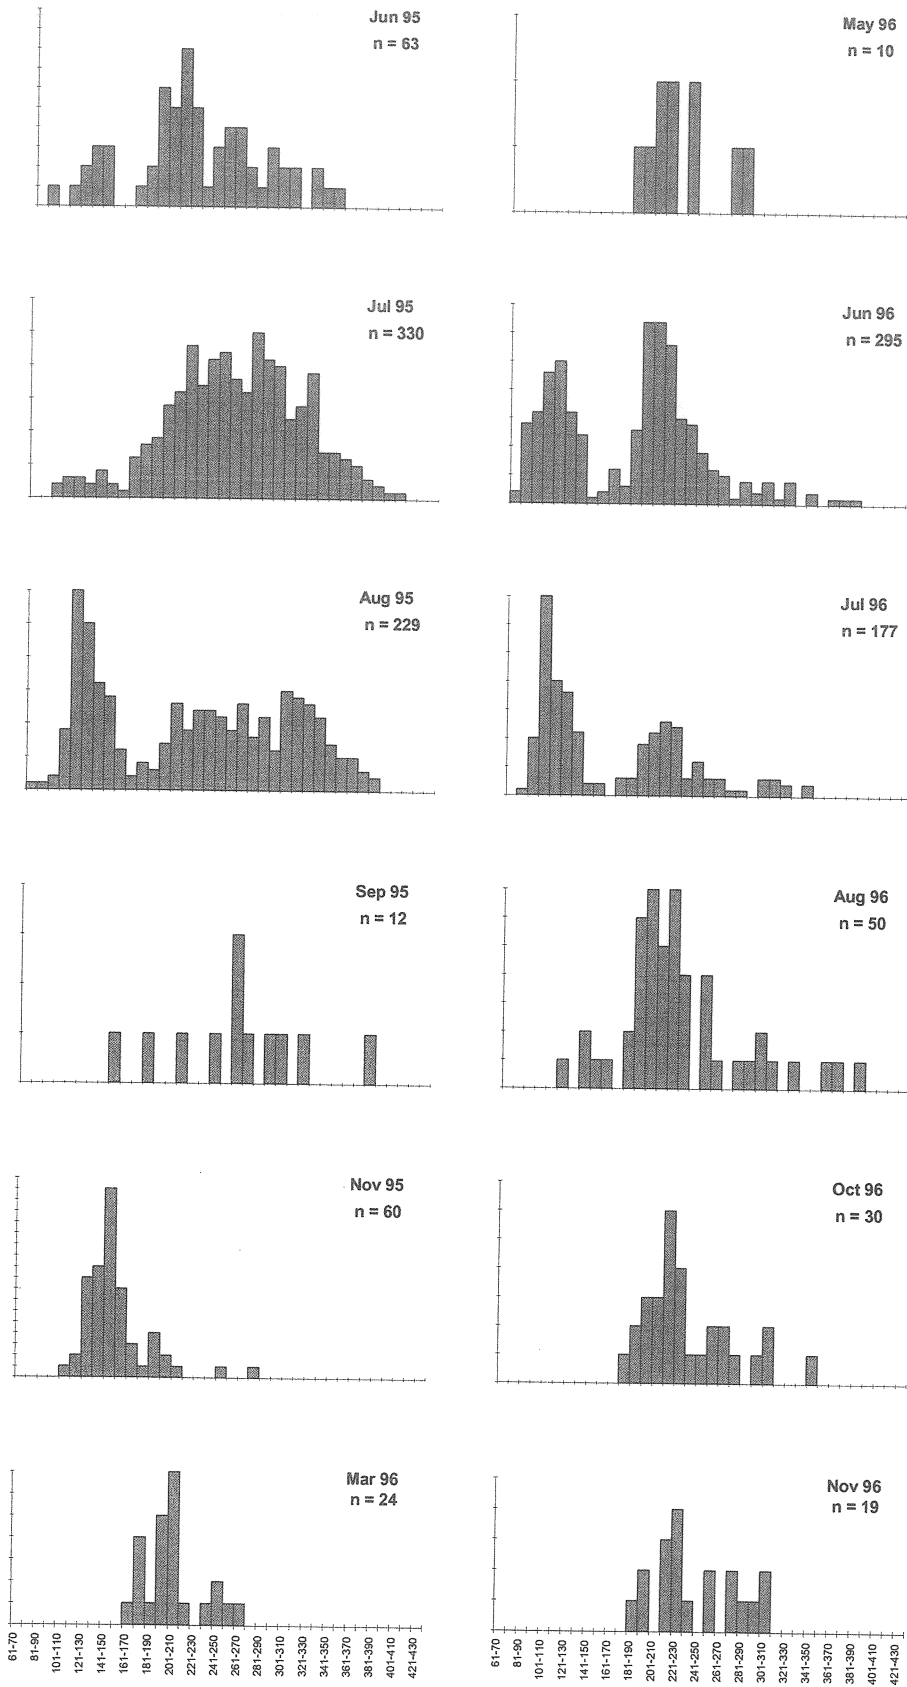 Jun 95
n = 63
May 96
n = 10
Jul 95
n = 330
Jun 96
n = 295
Aug 95
n = 229
Jul 96
n = 177
Sep 95
n = 12
Aug 96
n = 50
Nov 95
n = 60
Oct 96
n = 30
Mar 96
n = 24
Nov 96
n = 19
61-70
81-90
101-110
121-130
141-150
161-170
181-190
201-210
221-230
241-250
261-270
281-290
301-310
321-330
341-350
361-370
381-390
401-410
421-430
61-70
81-90
101-110
121-130
141-150
161-170
181-190
201-210
221-230
241-250
261-270
281-290
301-310
321-330
341-350
361-370
381-390
401-410
421-430